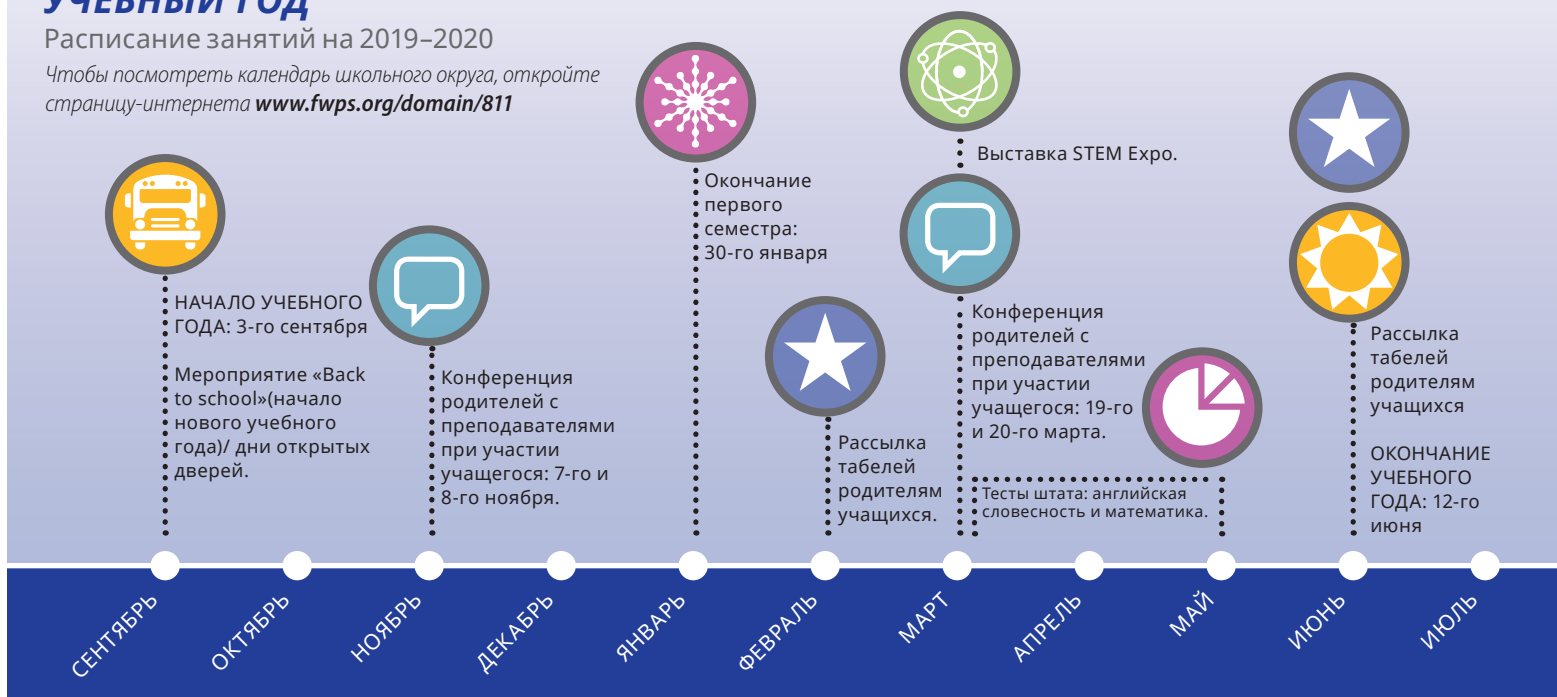 УЧЕБНЫЙ ГОД
Расписание занятий на 2019–2020
Чтобы посмотреть календарь школьного округа, откройте
страницу-интернета www.fwps.org/domain/811
НАЧАЛО УЧЕБНОГО
ГОДА: 3-го сентября
Мероприятие «Back
to school»(начало
нового учебного
года)/ дни открытых
дверей.
Конференция
родителей с
преподавателями
при участии
учащегося: 7-го и
8-го ноября.
Окончание
первого
семестра:
30-го января
Рассылка
табелей
родителям
учащихся.
Выставка STEM Expo.
Конференция
родителей с
преподавателями
при участии
учащегося: 19-го
и 20-го марта.
Тесты штата: английская
словесность и математика.
Рассылка
табелей
родителям
учащихся
ОКОНЧАНИЕ
УЧЕБНОГО
ГОДА: 12-го
июня
СЕНТЯБРЬ
ОКТЯБРЬ
НОЯБРЬ
ДЕКАБРЬ
ЯНВАРЬ
ФЕВРАЛЬ
МАРТ
АПРЕЛЬ
МАЙ
ИЮНЬ
ИЮЛЬ